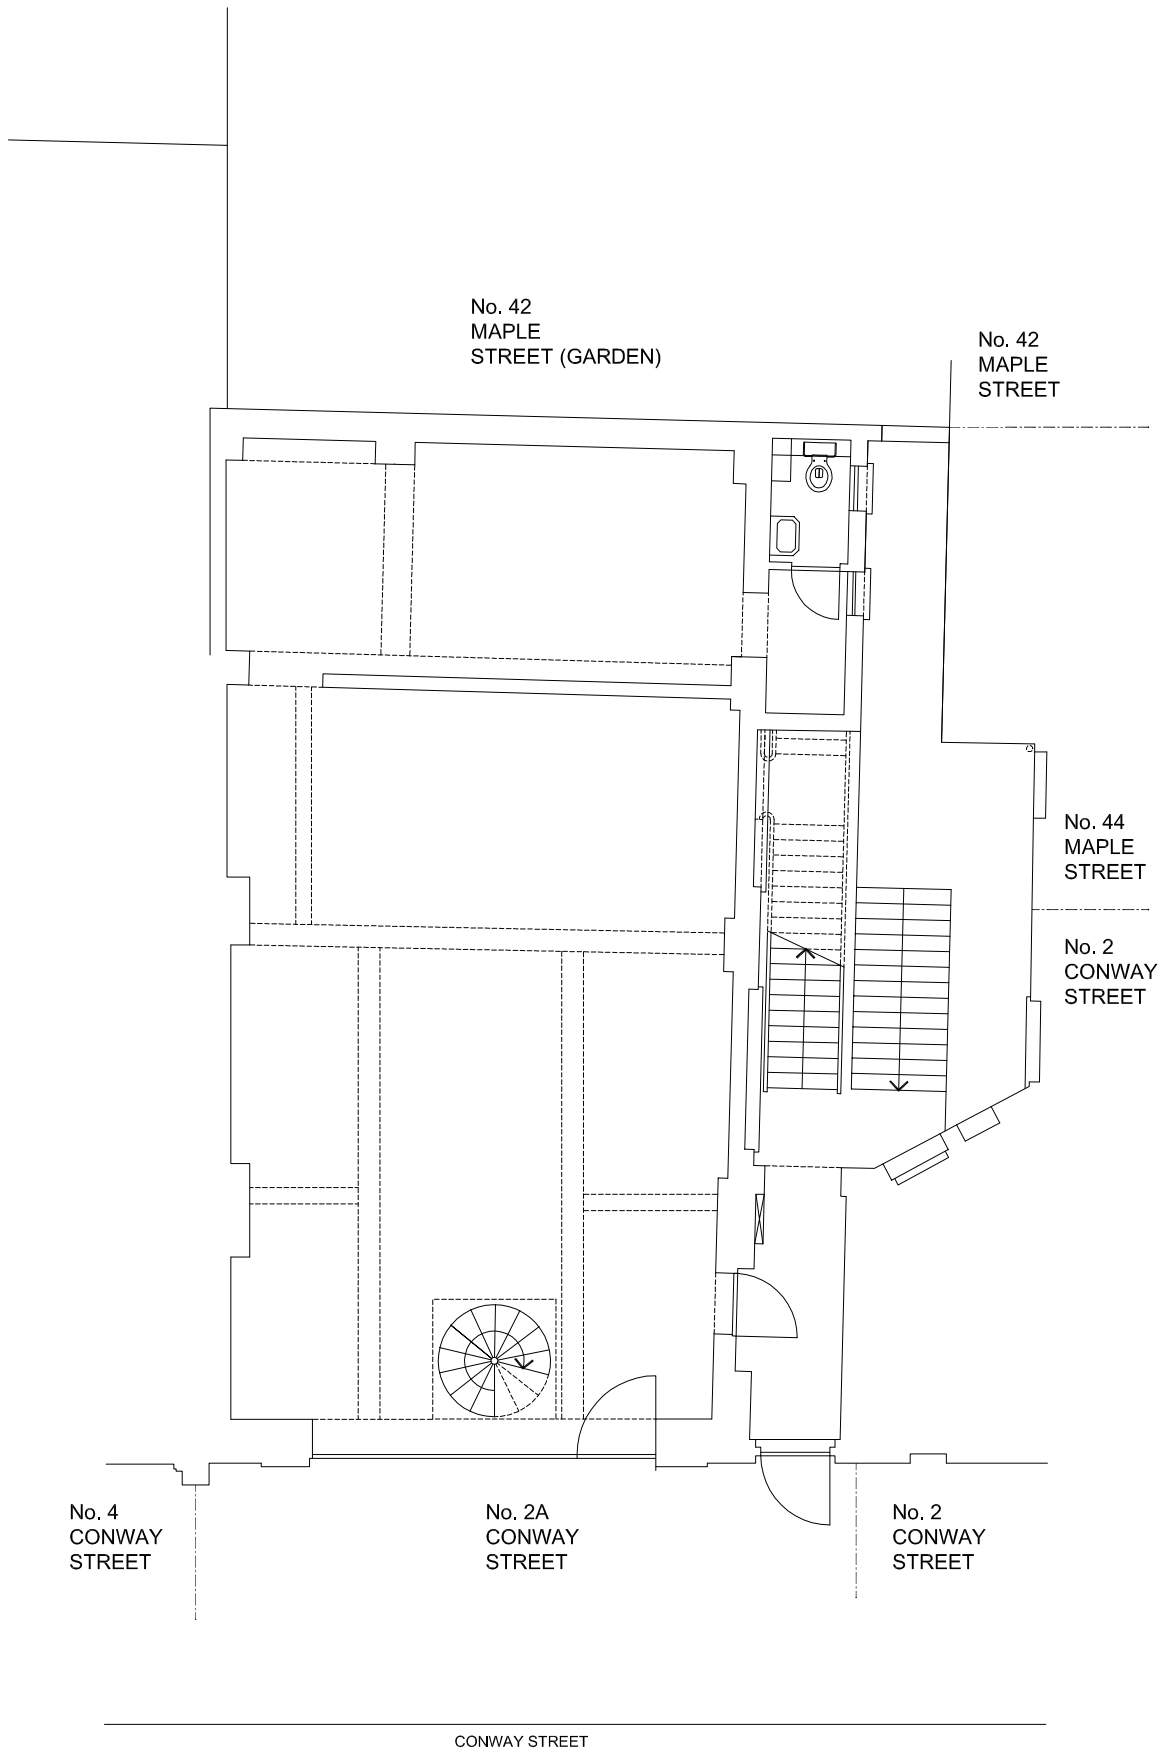 No. 42
MAPLE
STREET (GARDEN)
No. 42
MAPLE
STREET
No. 44
MAPLE
STREET
No. 2
CONWAY
STREET
No. 4
CONWAY
STREET
No. 2A
CONWAY
STREET
No. 2
CONWAY
STREET
CONWAY STREET